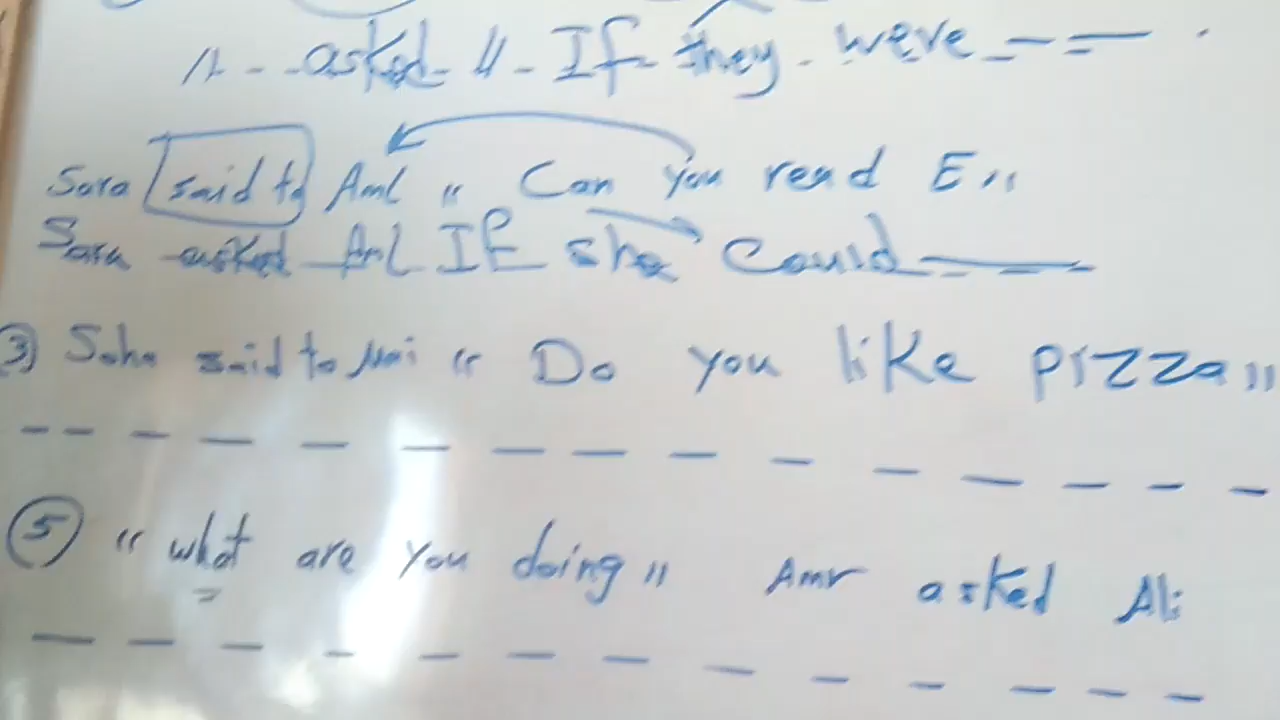 asked " If they were
Sara said to Aml " Can you read E"
Sara asked Aml If she Could
3) Soha said to Mai " Do you like pizza"
5 " what are you doing" Amr asked Ali